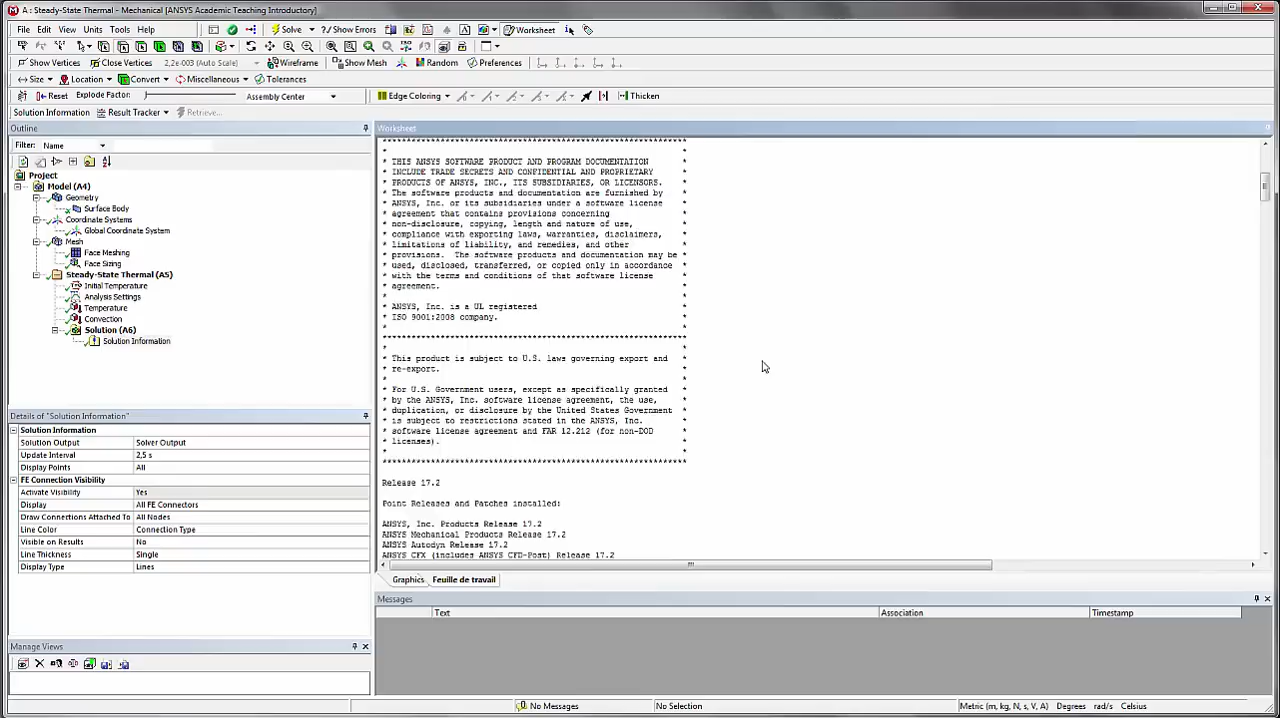 A : Steady-State Thermal - Mechanical [ANSYS Academic Teaching Introductory]
File Edit View Units Tools Help Solve Show Errors Worksheet
Show Vertices Close Vertices 2,2e-003 (Auto Scale) Wireframe Show Mesh Random Preferences
Size Location Convert Miscellaneous Tolerances
Reset Explode Factor: Assembly Center Edge Coloring Thicken
Solution Information Result Tracker Retrieve...
Outline
Filter: Name
Project
Model (A4)
Geometry
Surface Body
Coordinate Systems
Global Coordinate System
Mesh
Face Meshing
Face Sizing
Steady-State Thermal (A5)
Initial Temperature
Analysis Settings
Temperature
Convection
Solution (A6)
Solution Information
Details of "Solution Information"
Solution Information
Solution Output Solver Output
Update Interval 2,5 s
Display Points All
FE Connection Visibility
Activate Visibility Yes
Display All FE Connectors
Draw Connections Attached To All Nodes
Line Color Connection Type
Visible on Results No
Line Thickness Single
Display Type Lines
Manage Views
Worksheet
* THIS ANSYS SOFTWARE PRODUCT AND PROGRAM DOCUMENTATION *
* INCLUDE TRADE SECRETS AND CONFIDENTIAL AND PROPRIETARY *
* PRODUCTS OF ANSYS, INC., ITS SUBSIDIARIES, OR LICENSORS. *
* The software products and documentation are furnished by *
* ANSYS, Inc. or its subsidiaries under a software license *
* agreement that contains provisions concerning *
* non-disclosure, copying, length and nature of use, *
* compliance with exporting laws, warranties, disclaimers, *
* limitations of liability, and remedies, and other *
* provisions. The software products and documentation may be *
* used, disclosed, transferred, or copied only in accordance *
* with the terms and conditions of that software license *
* agreement. *
* ANSYS, Inc. is a UL registered *
* ISO 9001:2008 company. *
* This product is subject to U.S. laws governing export and *
* re-export. *
* For U.S. Government users, except as specifically granted *
* by the ANSYS, Inc. software license agreement, the use, *
* duplication, or disclosure by the United States Government *
* is subject to restrictions stated in the ANSYS, Inc. *
* software license agreement and FAR 12.212 (for non-DOD *
* licenses). *
Release 17.2
Point Releases and Patches installed:
ANSYS, Inc. Products Release 17.2
ANSYS Mechanical Products Release 17.2
ANSYS Autodyn Release 17.2
ANSYS CFX (includes ANSYS CFD-Post) Release 17.2
Graphics Feuille de travail
Messages
Text Association Timestamp
No Messages No Selection Metric (m, kg, N, s, V, A) Degrees rad/s Celsius